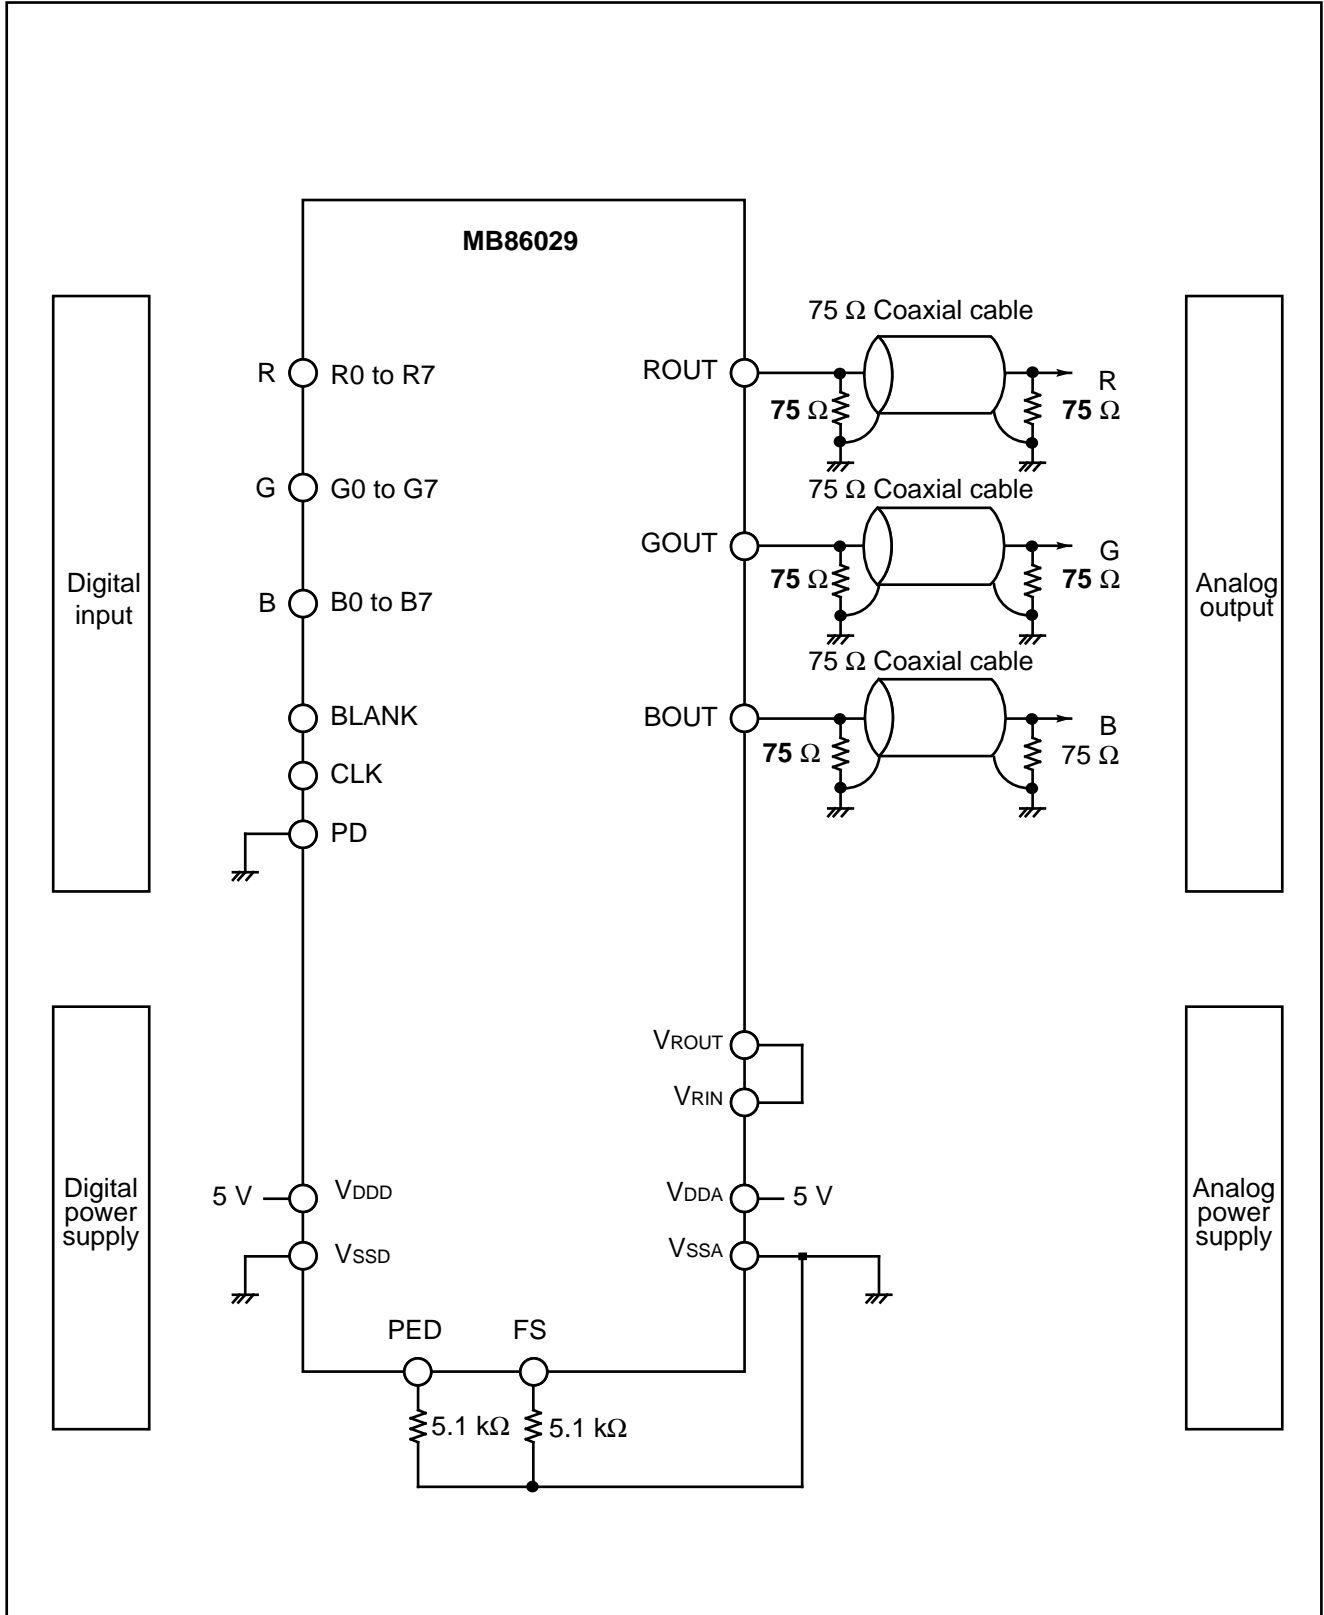 MB86029
75 Ω Coaxial cable
R
R0 to R7
ROUT
75 Ω
R
75 Ω
G
G0 to G7
75 Ω Coaxial cable
GOUT
75 Ω
G
75 Ω
Digital
input
B
B0 to B7
Analog
output
75 Ω Coaxial cable
BLANK
BOUT
75 Ω
B
75 Ω
CLK
PD
VROUT
VRIN
Digital
power
supply
5 V
VDDD
VDDA
5 V
Analog
power
supply
VSSD
VSSA
PED
FS
5.1 kΩ
5.1 kΩ